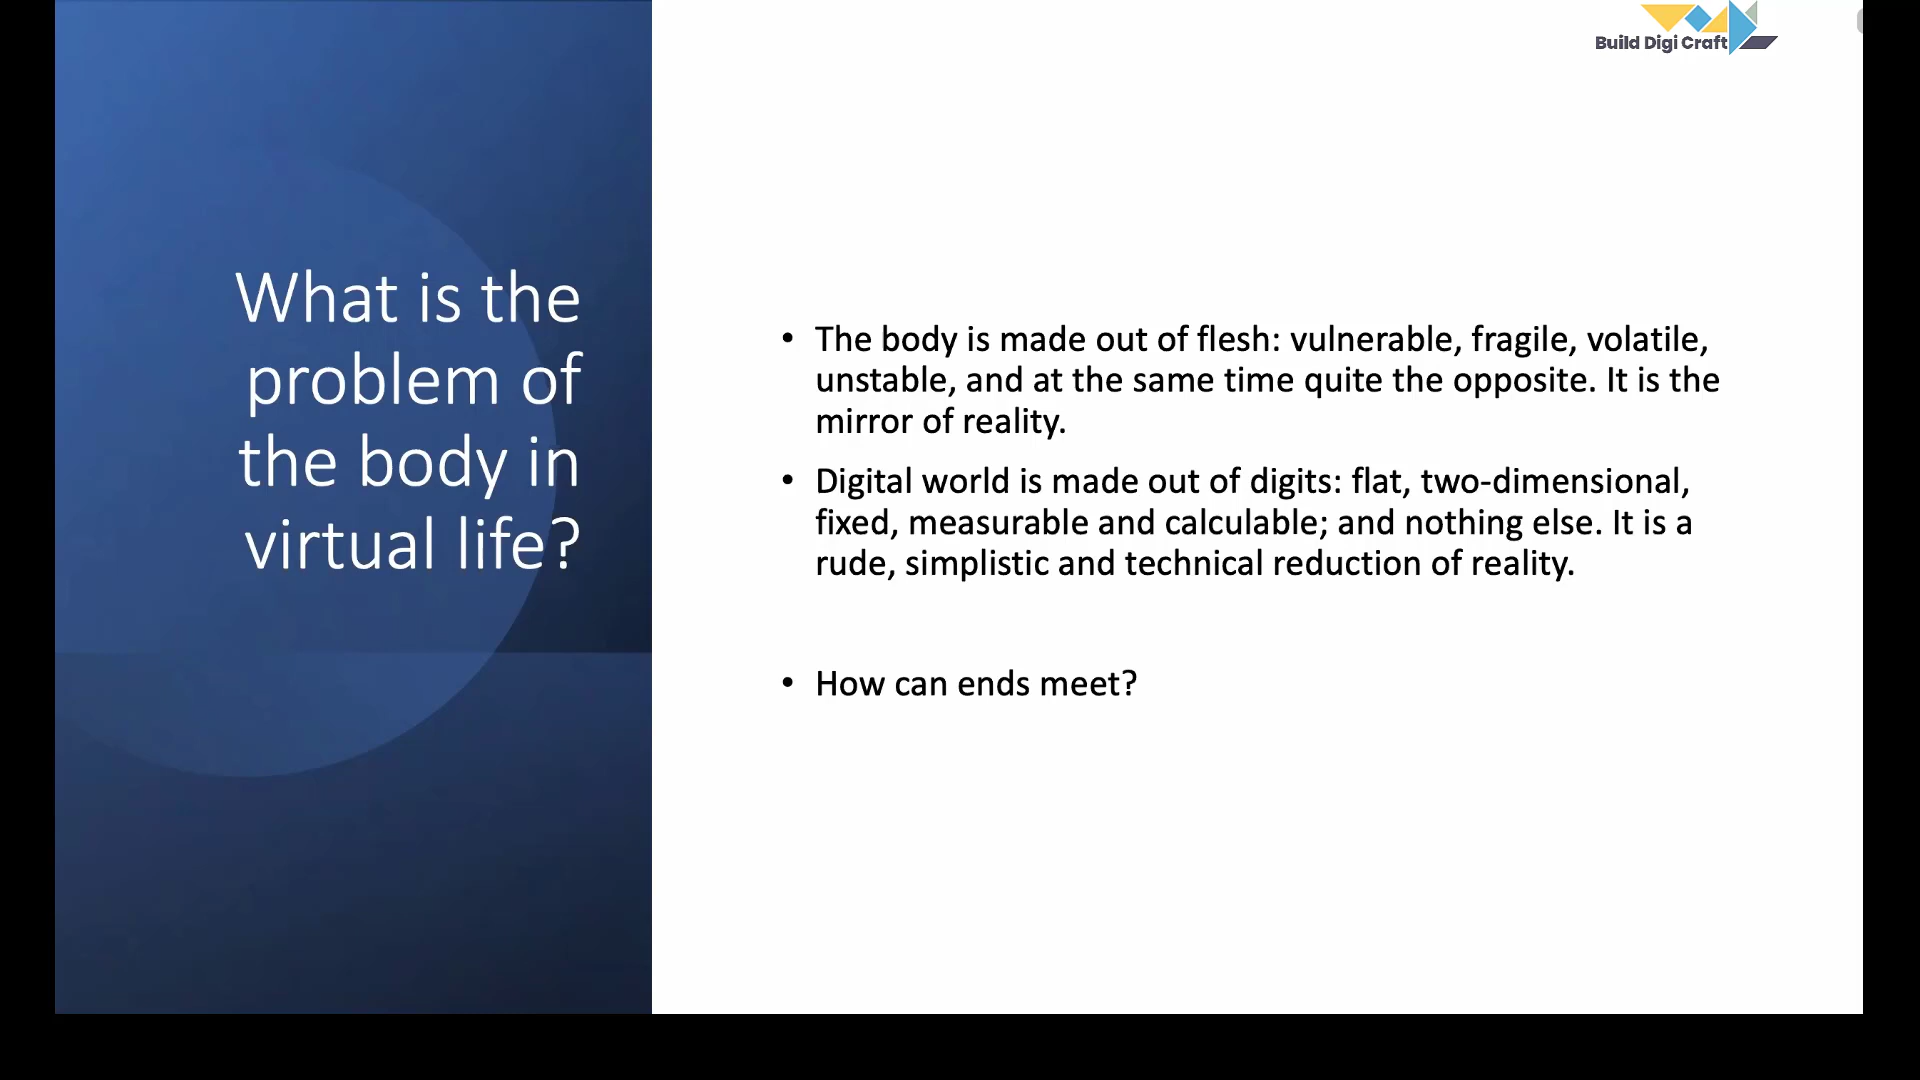 Build Digi Craft
What is the
problem of
the body in
virtual life?
• The body is made out of flesh: vulnerable, fragile, volatile,
unstable, and at the same time quite the opposite. It is the
mirror of reality.
• Digital world is made out of digits: flat, two-dimensional,
fixed, measurable and calculable; and nothing else. It is a
rude, simplistic and technical reduction of reality.
• How can ends meet?